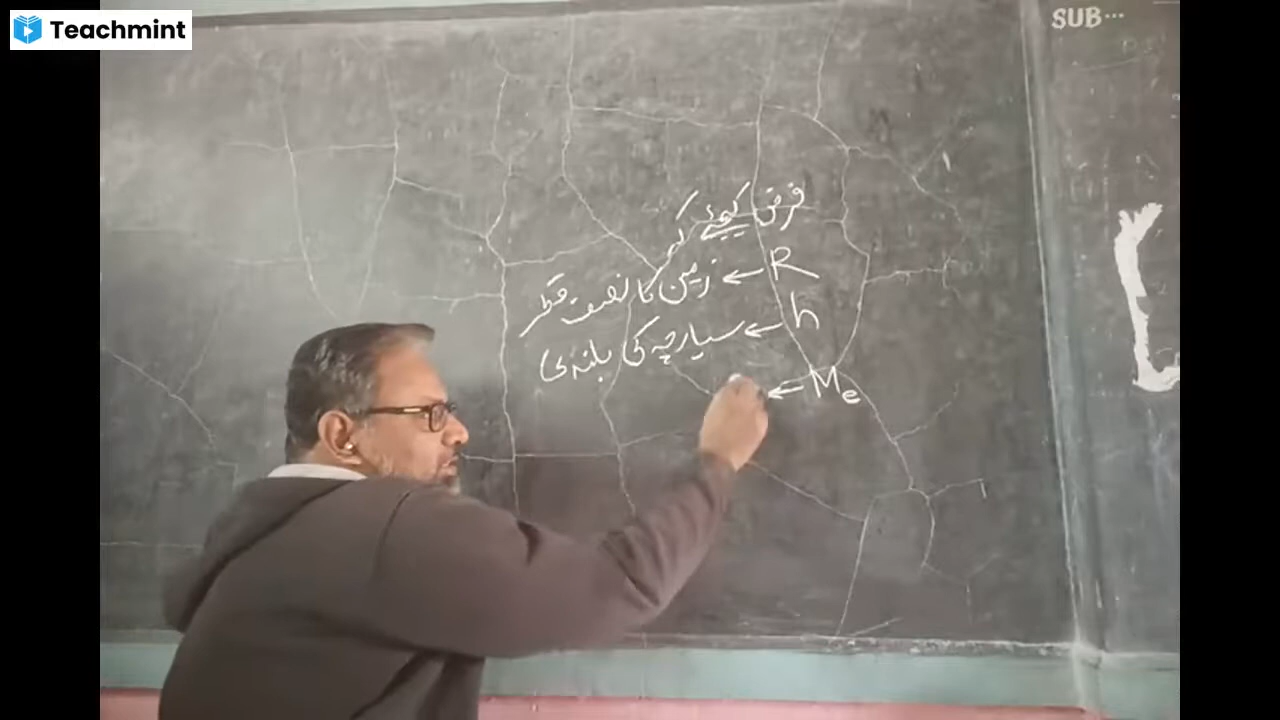 Teachmint
SUB...
فرض کیجئے کہ
R ← زمین کا نصف قطر
h ← سیارچہ کی بلندی
Me ←